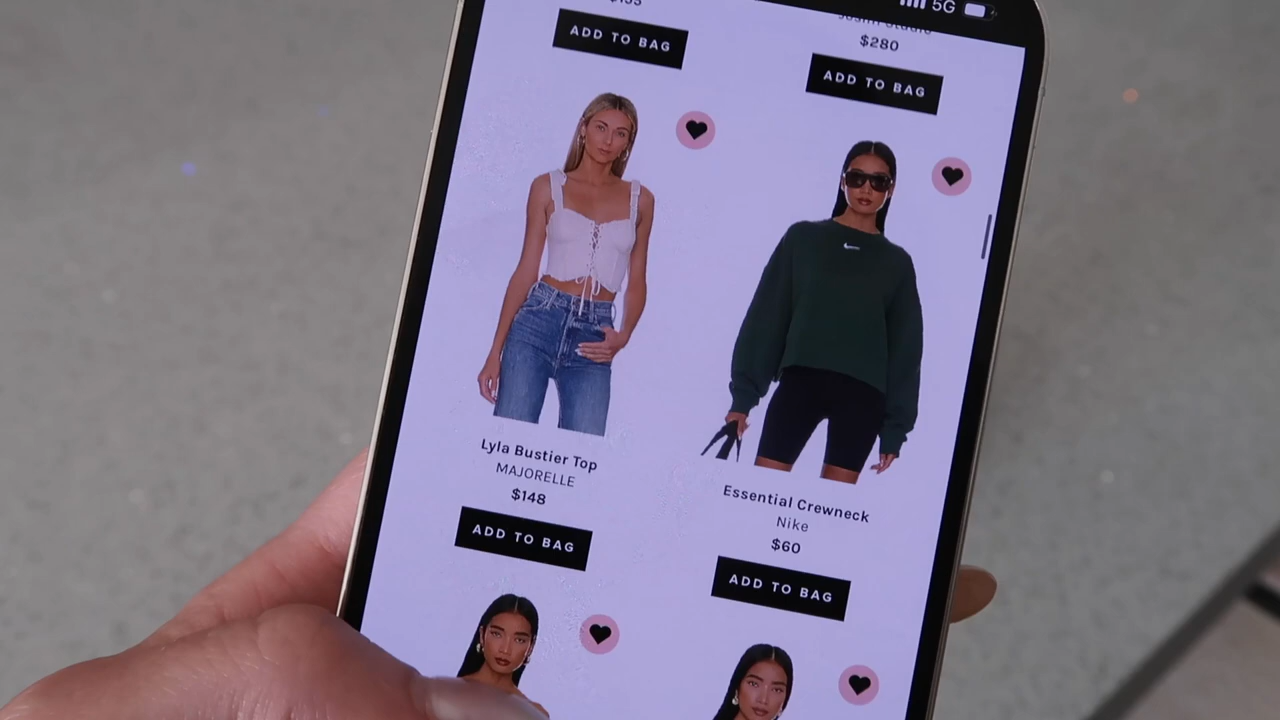 5G
ADD TO BAG
$280
ADD TO BAG
Lyla Bustier Top
MAJORELLE
$148
ADD TO BAG
Essential Crewneck
Nike
$60
ADD TO BAG